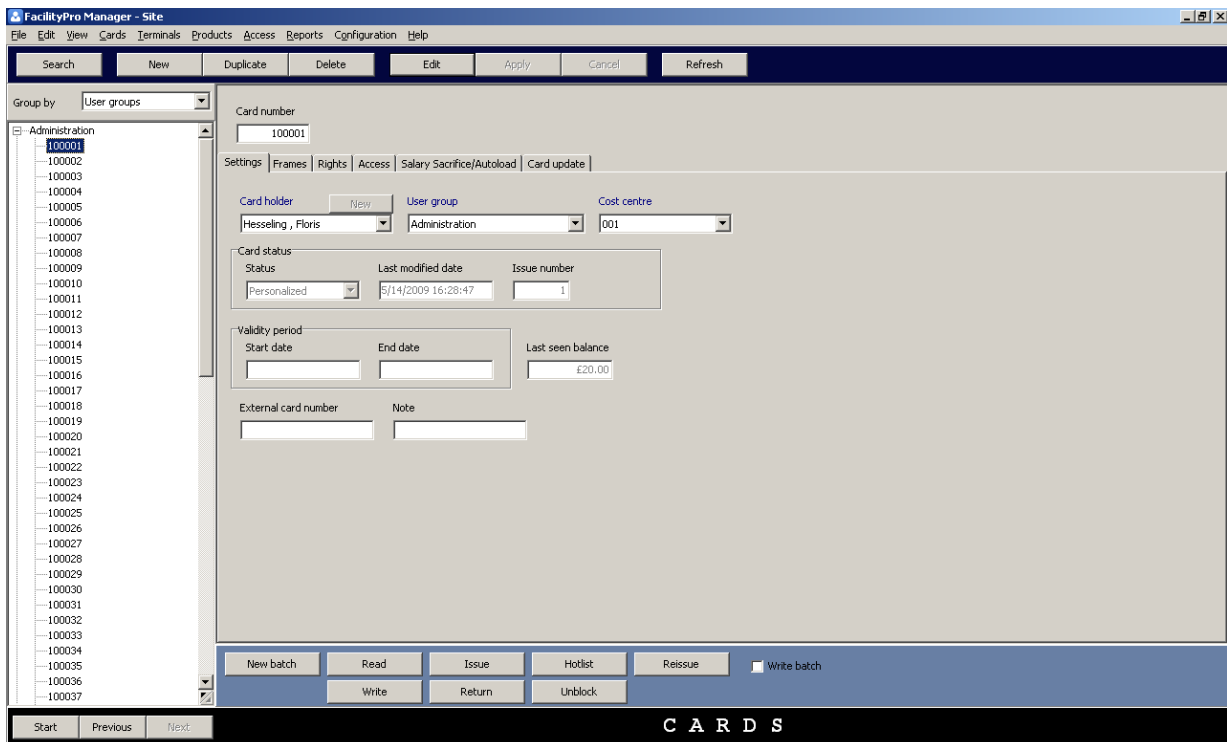 FacilityPro Manager - Site
File Edit View Cards Terminals Products Access Reports Configuration Help
Search New Duplicate Delete Edit Apply Cancel Refresh
Group by User groups
Administration
100001
100002
100003
100004
100005
100006
100007
100008
100009
100010
100011
100012
100013
100014
100015
100016
100017
100018
100019
100020
100021
100022
100023
100024
100025
100026
100027
100028
100029
100030
100031
100032
100033
100034
100035
100036
100037
Card number
100001
Settings Frames Rights Access Salary Sacrifice/Autoload Card update
Card holder New User group Cost centre
Hesseling , Floris Administration 001
Card status
Status Last modified date Issue number
Personalized 5/14/2009 16:28:47 1
Validity period
Start date End date Last seen balance
£20.00
External card number Note
New batch Read Issue Hotlist Reissue Write batch
Write Return Unblock
Start Previous Next CARDS